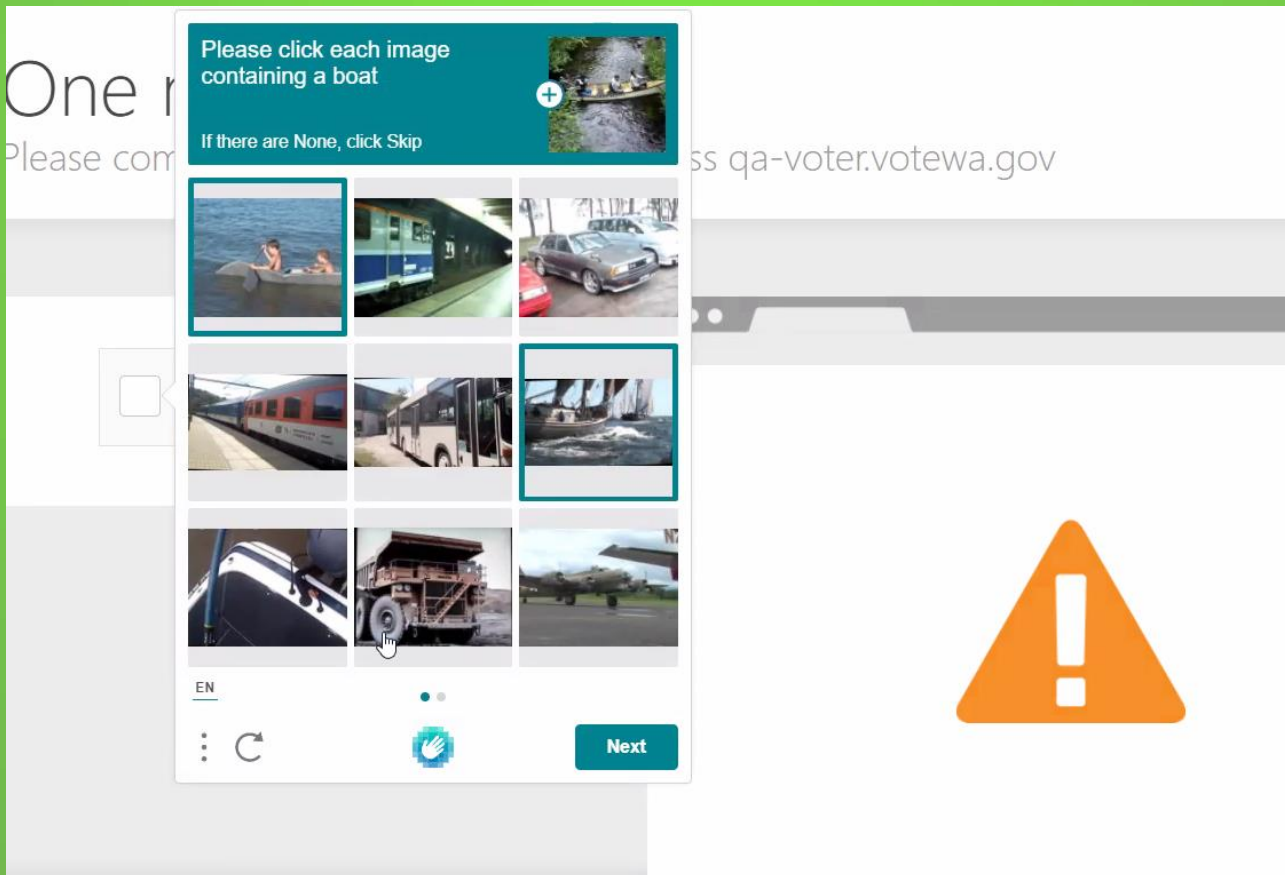 One
Please click each image
containing a boat
If there are None, click Skip
Please com
ss qa-voter.votewa.gov
EN
Next